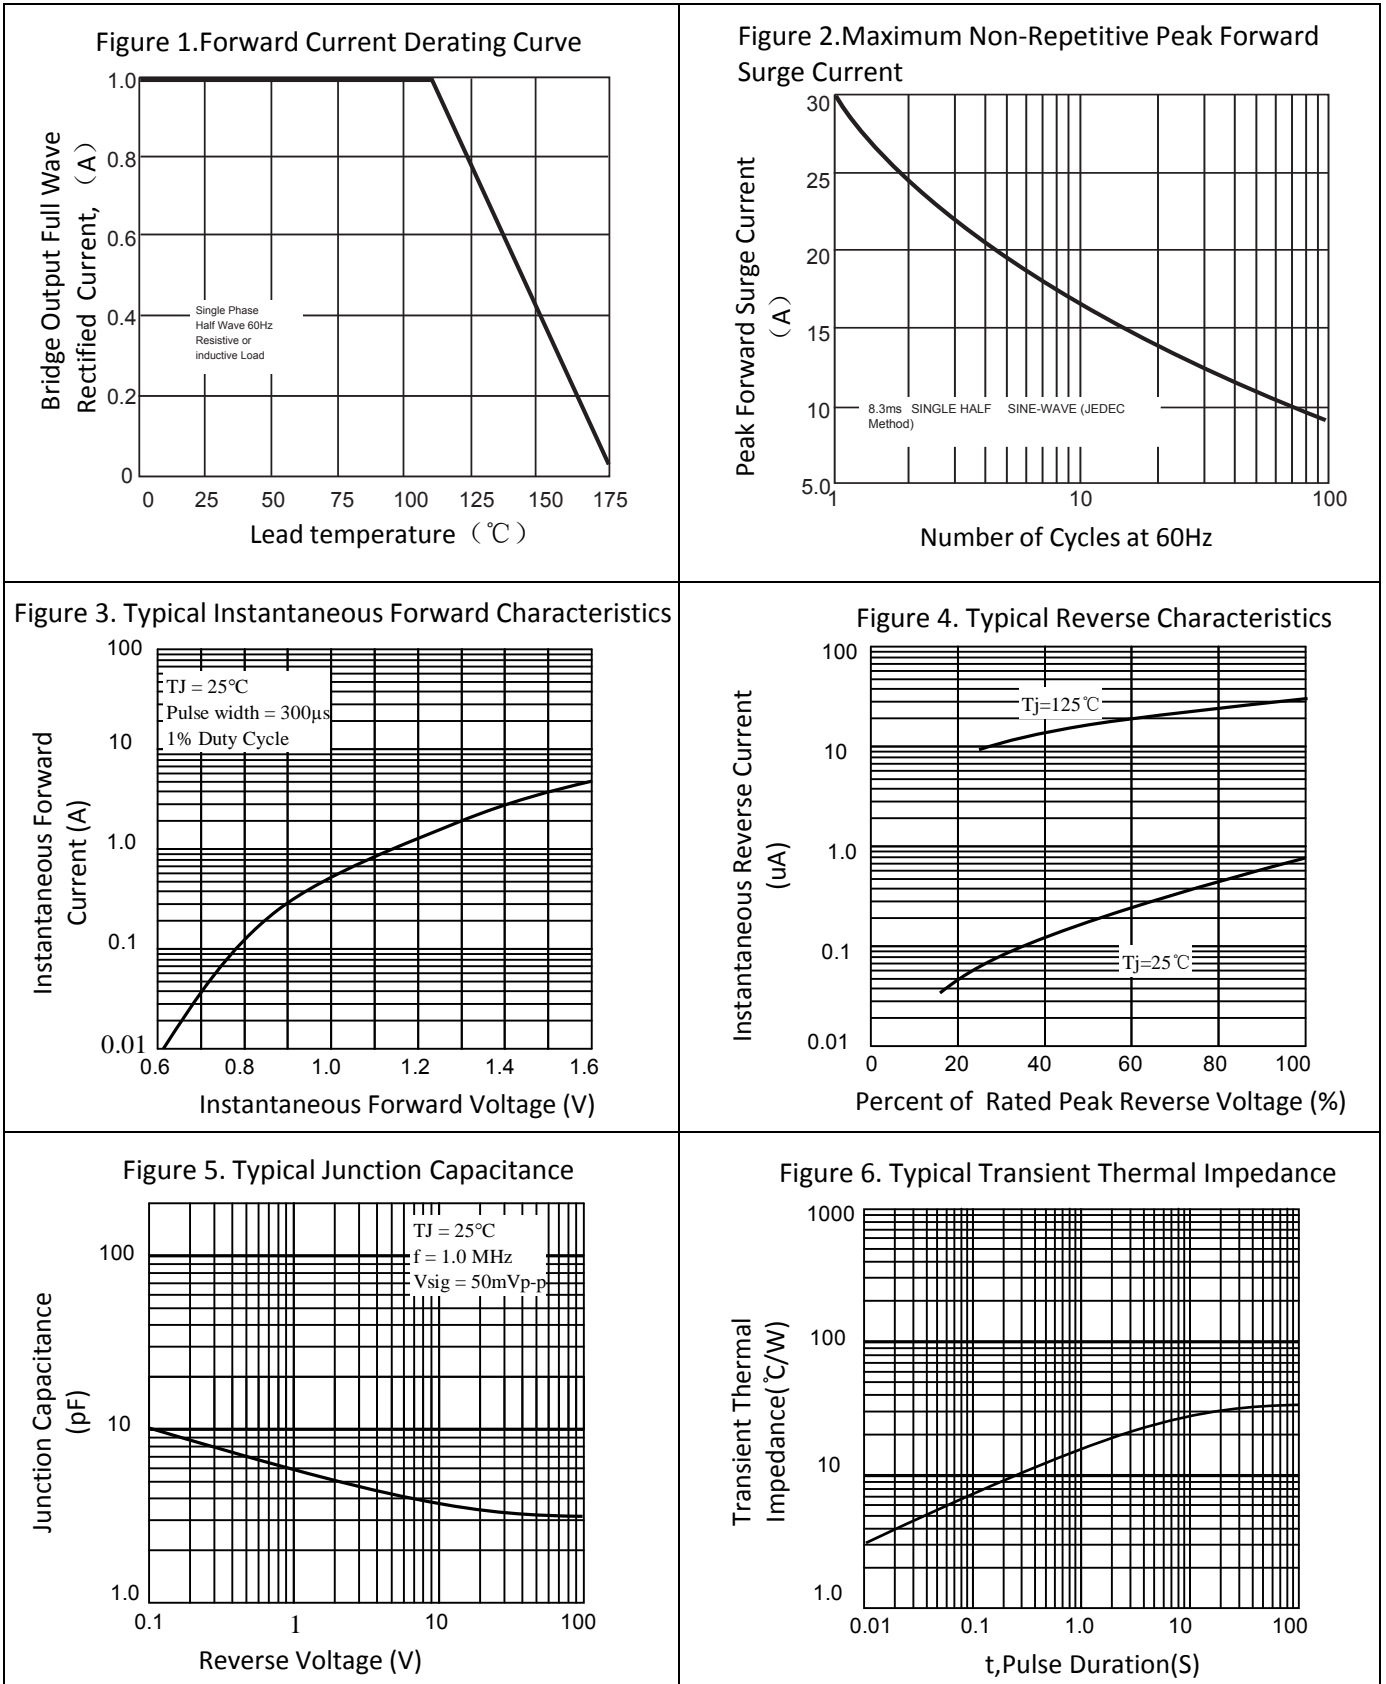 Figure 1.Forward Current Derating Curve
Bridge Output Full Wave
Rectified Current, （A）
1.0
0.8
0.6
0.4
0.2
0
Single Phase
Half Wave 60Hz
Resistive or
inductive Load
0 25 50 75 100 125 150 175
Lead temperature （℃）
Figure 2.Maximum Non-Repetitive Peak Forward
Surge Current
Peak Forward Surge Current
（A）
30
25
20
15
10
5.0
8.3ms SINGLE HALF SINE-WAVE (JEDEC
Method)
1 10 100
Number of Cycles at 60Hz
Figure 3. Typical Instantaneous Forward Characteristics
Instantaneous Forward
Current (A)
100
10
1.0
0.1
0.01
TJ = 25℃
Pulse width = 300μs
1% Duty Cycle
0.6 0.8 1.0 1.2 1.4 1.6
Instantaneous Forward Voltage (V)
Figure 4. Typical Reverse Characteristics
Instantaneous Reverse Current
(uA)
100
10
1.0
0.1
0.01
Tj=125℃
Tj=25℃
0 20 40 60 80 100
Percent of Rated Peak Reverse Voltage (%)
Figure 5. Typical Junction Capacitance
Junction Capacitance
(pF)
100
10
1.0
TJ = 25℃
f = 1.0 MHz
Vsig = 50mVp-p
0.1 1 10 100
Reverse Voltage (V)
Figure 6. Typical Transient Thermal Impedance
Transient Thermal
Impedance(℃/W)
1000
100
10
1.0
0.01 0.1 1.0 10 100
t,Pulse Duration(S)